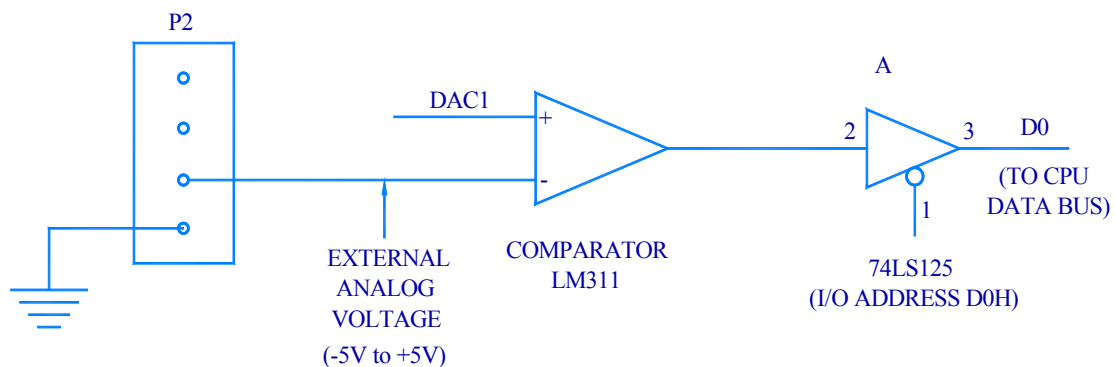 P2
A
DAC1
+
-
2
3
D0
1
(TO CPU
DATA BUS)
EXTERNAL
ANALOG
VOLTAGE
(-5V to +5V)
COMPARATOR
LM311
74LS125
(I/O ADDRESS D0H)